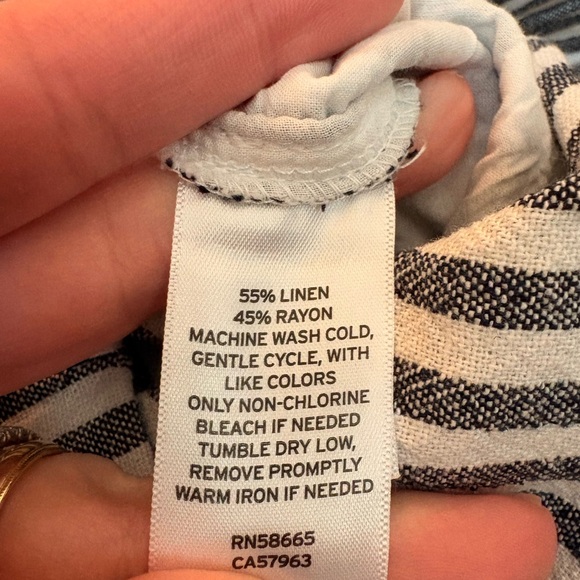 55% LINEN
45% RAYON
MACHINE WASH COLD,
GENTLE CYCLE, WITH
LIKE COLORS
ONLY NON-CHLORINE
BLEACH IF NEEDED
TUMBLE DRY LOW,
REMOVE PROMPTLY
WARM IRON IF NEEDED
RN58665
CA57963